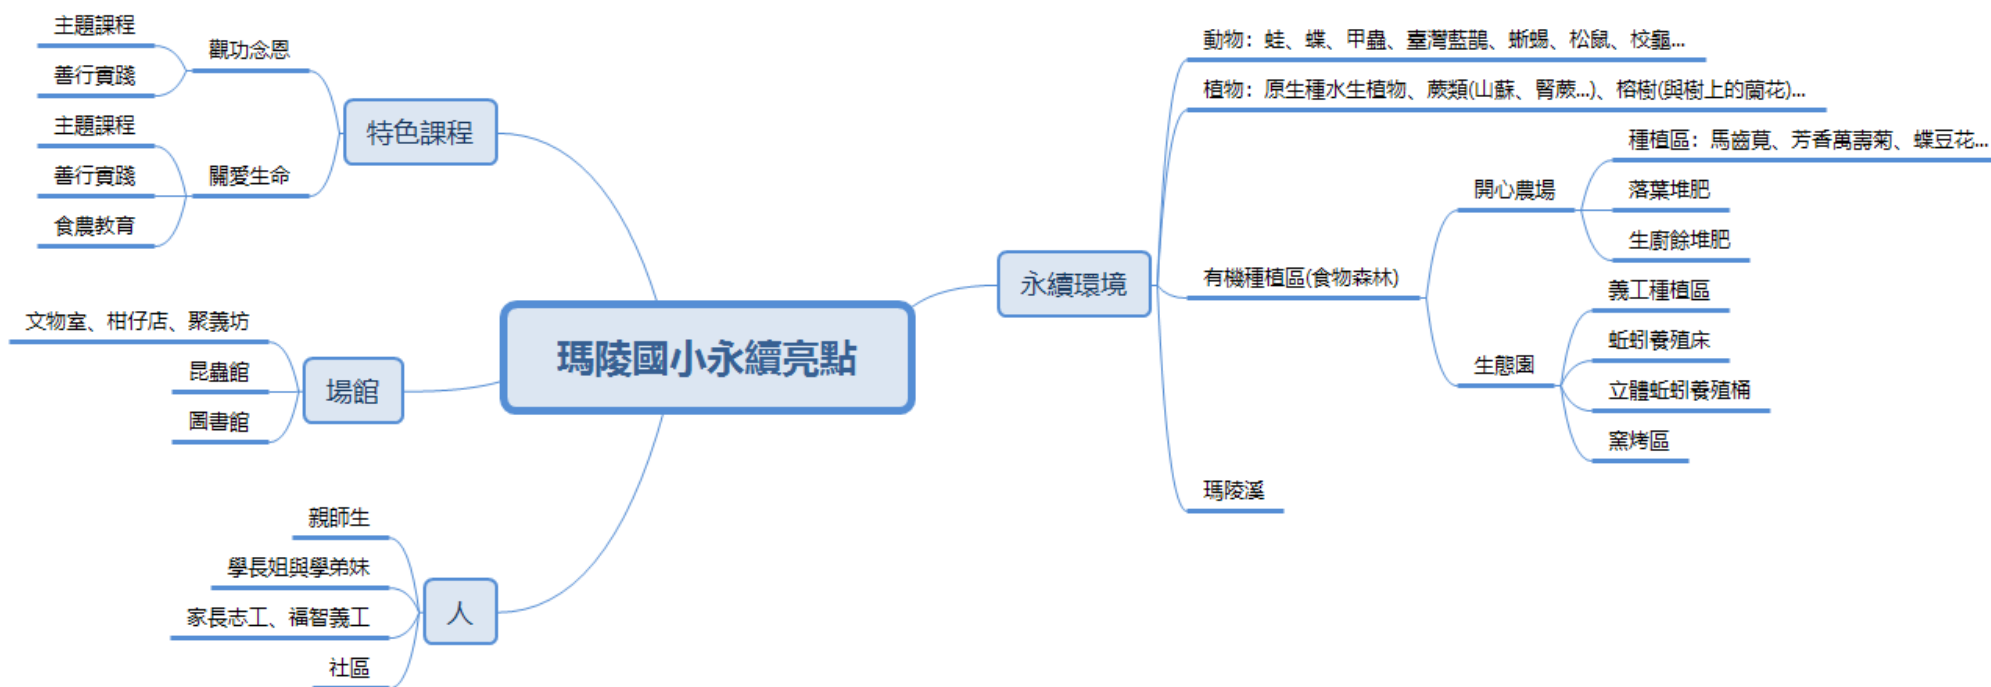 瑪陵國小永續亮點
特色課程
觀功念恩
主題課程
善行實踐
關愛生命
主題課程
善行實踐
食農教育
場館
文物室、柑仔店、聚義坊
昆蟲館
圖書館
人
親師生
學長姐與學弟妹
家長志工、福智義工
社區
永續環境
動物：蛙、蝶、甲蟲、臺灣藍鵲、蜥蜴、松鼠、校龜...
植物：原生種水生植物、蕨類(山蘇、腎蕨...)、榕樹(與樹上的蘭花)...
有機種植區(食物森林)
開心農場
種植區：馬齒莧、芳香萬壽菊、蝶豆花...
落葉堆肥
生廚餘堆肥
生態園
義工種植區
蚯蚓養殖床
立體蚯蚓養殖桶
窯烤區
瑪陵溪